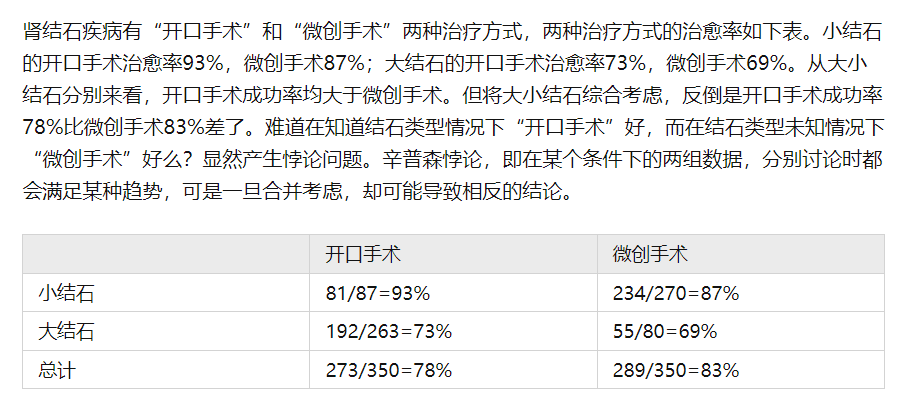 肾结石疾病有“开口手术”和“微创手术”两种治疗方式，两种治疗方式的治愈率如下表。小结石
的开口手术治愈率93%，微创手术87%；大结石的开口手术治愈率73%，微创手术69%。从大小
结石分别来看，开口手术成功率均大于微创手术。但将大小结石综合考虑，反倒是开口手术成功率
78%比微创手术83%差了。难道在知道结石类型情况下“开口手术”好，而在结石类型未知情况下
“微创手术”好么？显然产生悖论问题。辛普森悖论，即在某个条件下的两组数据，分别讨论时都
会满足某种趋势，可是一旦合并考虑，却可能导致相反的结论。
开口手术 微创手术
小结石 81/87=93% 234/270=87%
大结石 192/263=73% 55/80=69%
总计 273/350=78% 289/350=83%